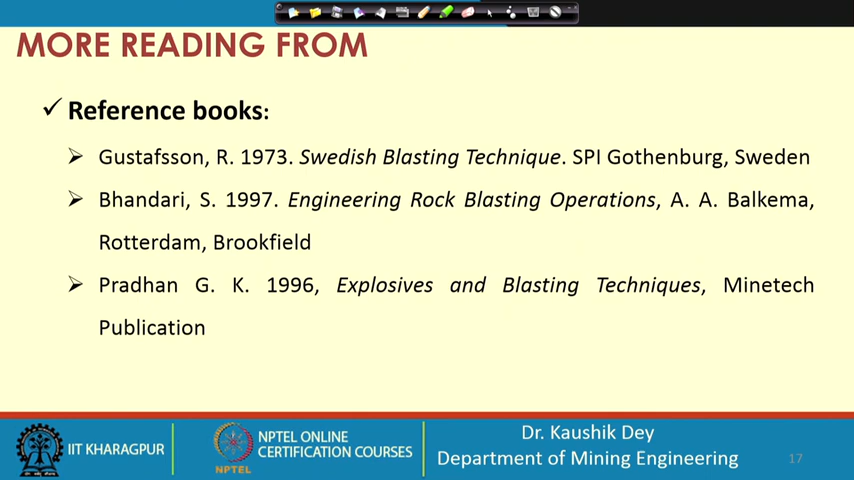 MORE READING FROM
✓ Reference books:
➤ Gustafsson, R. 1973. Swedish Blasting Technique. SPI Gothenburg, Sweden
➤ Bhandari, S. 1997. Engineering Rock Blasting Operations, A. A. Balkema,
Rotterdam, Brookfield
➤ Pradhan G. K. 1996, Explosives and Blasting Techniques, Minetech
Publication
IIT KHARAGPUR
NPTEL
NPTEL ONLINE
CERTIFICATION COURSES
Dr. Kaushik Dey
Department of Mining Engineering
17